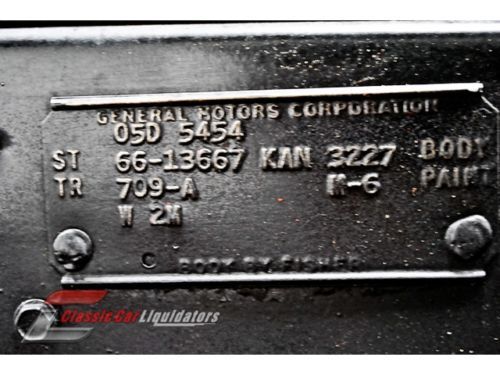 GENERAL MOTORS CORPORATION
05D 5454
ST 66-13667 KAN 3227 BODY
TR 709-A M-6 PAINT
W 2M
C BODY BY FISHER
Classic Car
Liquidators